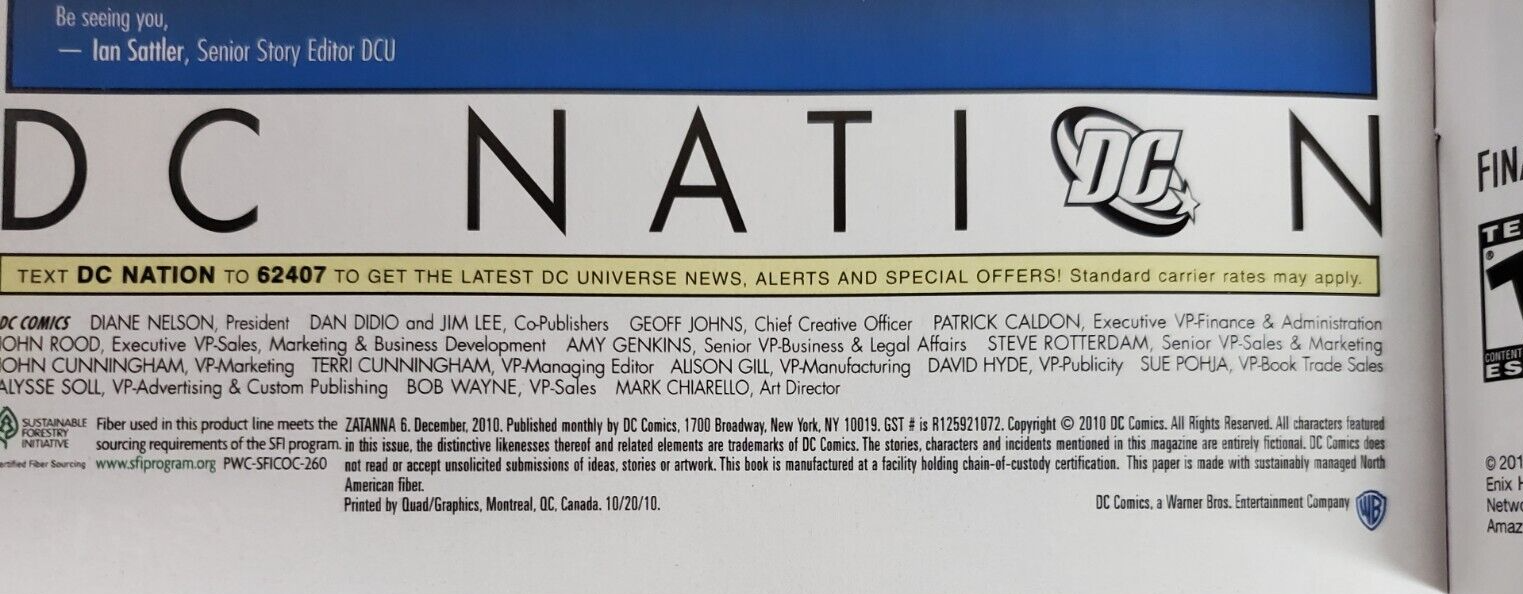 Be seeing you,
— Ian Sattler, Senior Story Editor DCU
DC NATION
TEXT DC NATION TO 62407 TO GET THE LATEST DC UNIVERSE NEWS, ALERTS AND SPECIAL OFFERS! Standard carrier rates may apply.
DC COMICS DIANE NELSON, President DAN DIDIO and JIM LEE, Co-Publishers GEOFF JOHNS, Chief Creative Officer PATRICK CALDON, Executive VP-Finance & Administration
JOHN ROOD, Executive VP-Sales, Marketing & Business Development AMY GENKINS, Senior VP-Business & Legal Affairs STEVE ROTTERDAM, Senior VP-Sales & Marketing
JOHN CUNNINGHAM, VP-Marketing TERRI CUNNINGHAM, VP-Managing Editor ALISON GILL, VP-Manufacturing DAVID HYDE, VP-Publicity SUE POHJA, VP-Book Trade Sales
ALYSSE SOLL, VP-Advertising & Custom Publishing BOB WAYNE, VP-Sales MARK CHIARELLO, Art Director
SUSTAINABLE
FORESTRY
INITIATIVE
Certified Fiber Sourcing
Fiber used in this product line meets the
sourcing requirements of the SFI program.
www.sfiprogram.org PWC-SFICOC-260
ZATANNA 6. December, 2010. Published monthly by DC Comics, 1700 Broadway, New York, NY 10019. GST # is R125921072. Copyright © 2010 DC Comics. All Rights Reserved. All characters featured
in this issue, the distinctive likenesses thereof and related elements are trademarks of DC Comics. The stories, characters and incidents mentioned in this magazine are entirely fictional. DC Comics does
not read or accept unsolicited submissions of ideas, stories or artwork. This book is manufactured at a facility holding chain-of-custody certification. This paper is made with sustainably managed North
American fiber.
Printed by Quad/Graphics, Montreal, QC, Canada. 10/20/10.
DC Comics, a Warner Bros. Entertainment Company
WB
FIN
TE
CONTENT
ES
© 201
Enix
Netwo
Amaz